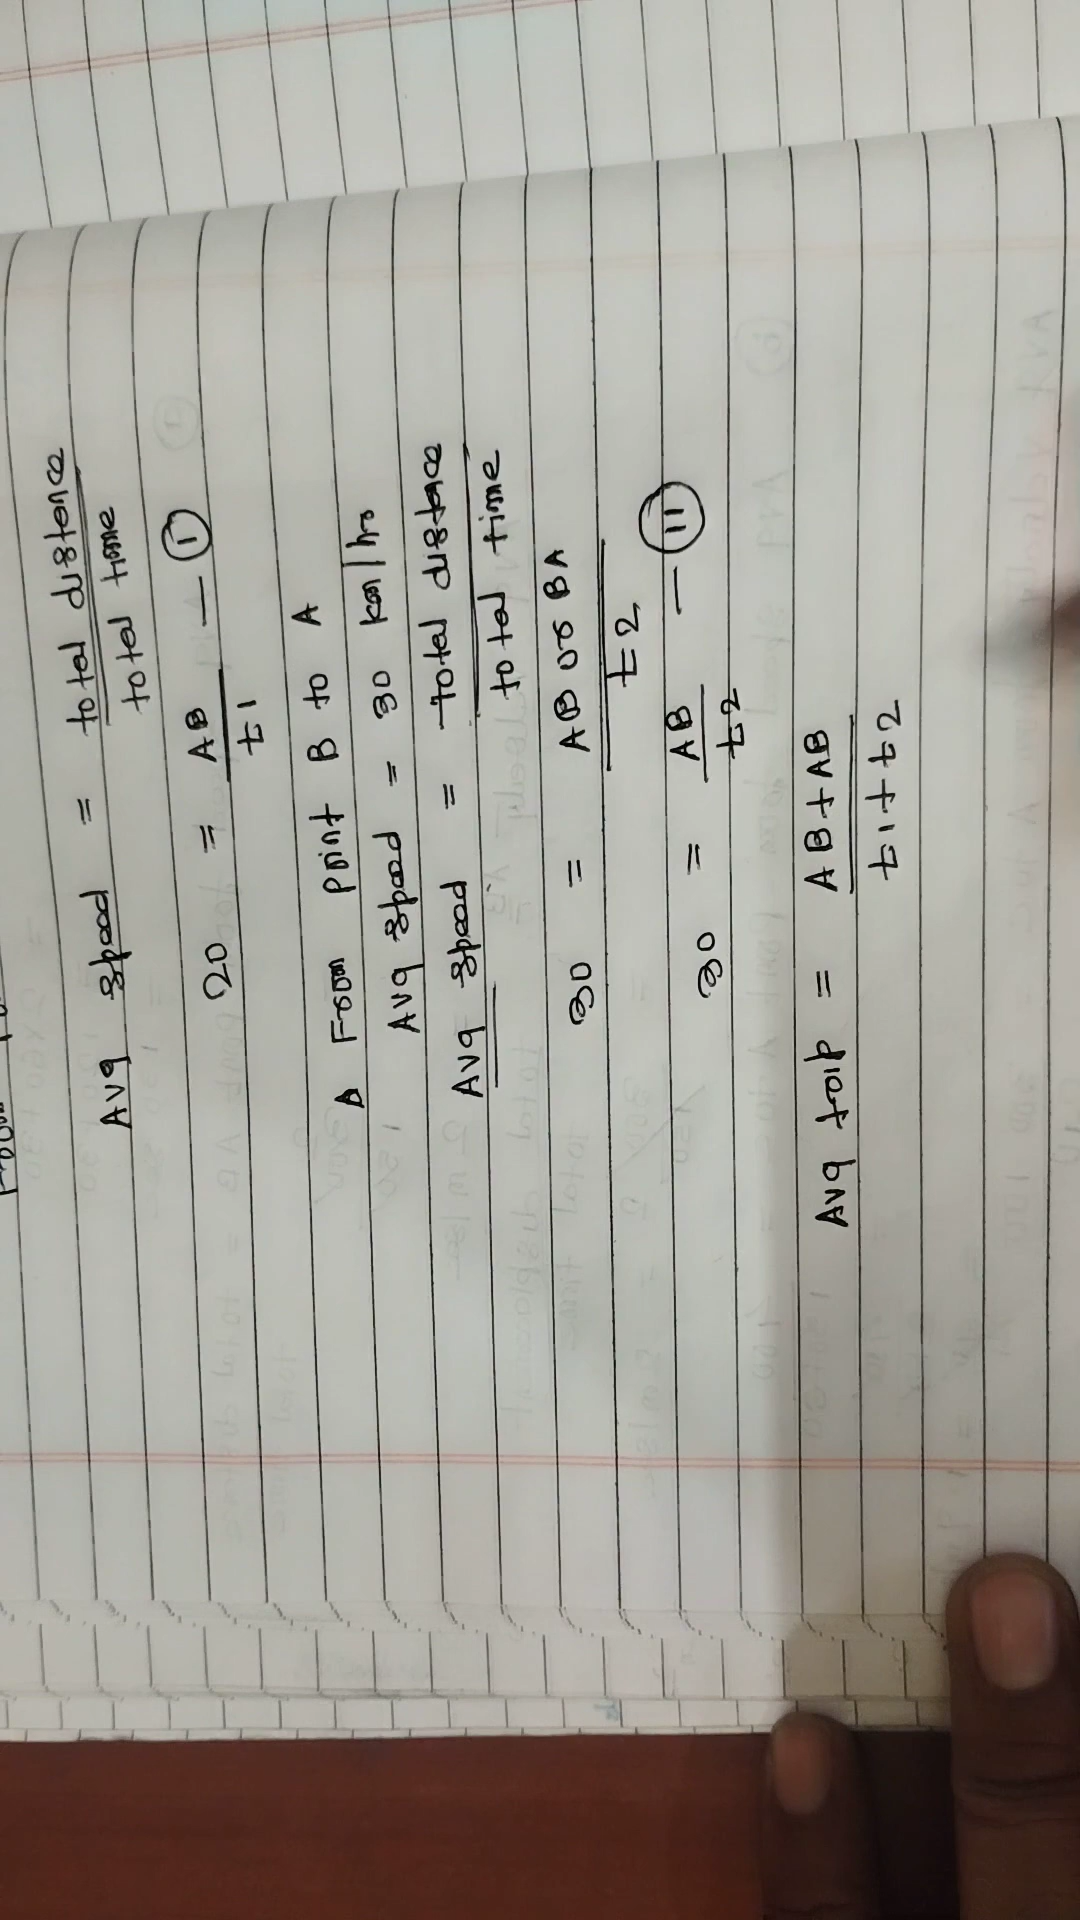 Avg speed = total distance
total time
20 = AB — (I)
t1
From point B to A
Avg speed = 30 km/hr
Avg speed = total distance
total time
30 = AB or BA
t2
30 = AB — (II)
t2
Avg trip = AB+AB
t1+t2